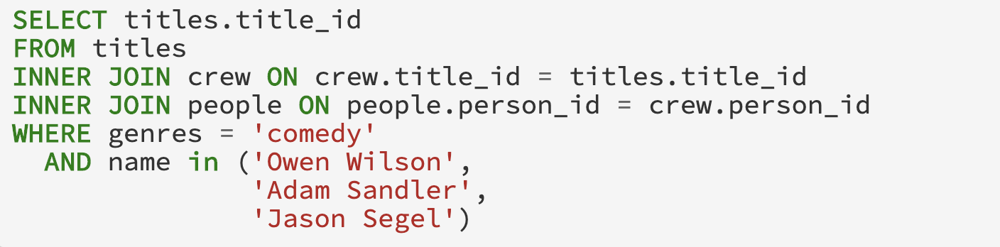 SELECT titles.title_id
FROM titles
INNER JOIN crew ON crew.title_id = titles.title_id
INNER JOIN people ON people.person_id = crew.person_id
WHERE genres = 'comedy'
  AND name in ('Owen Wilson',
               'Adam Sandler',
               'Jason Segel')